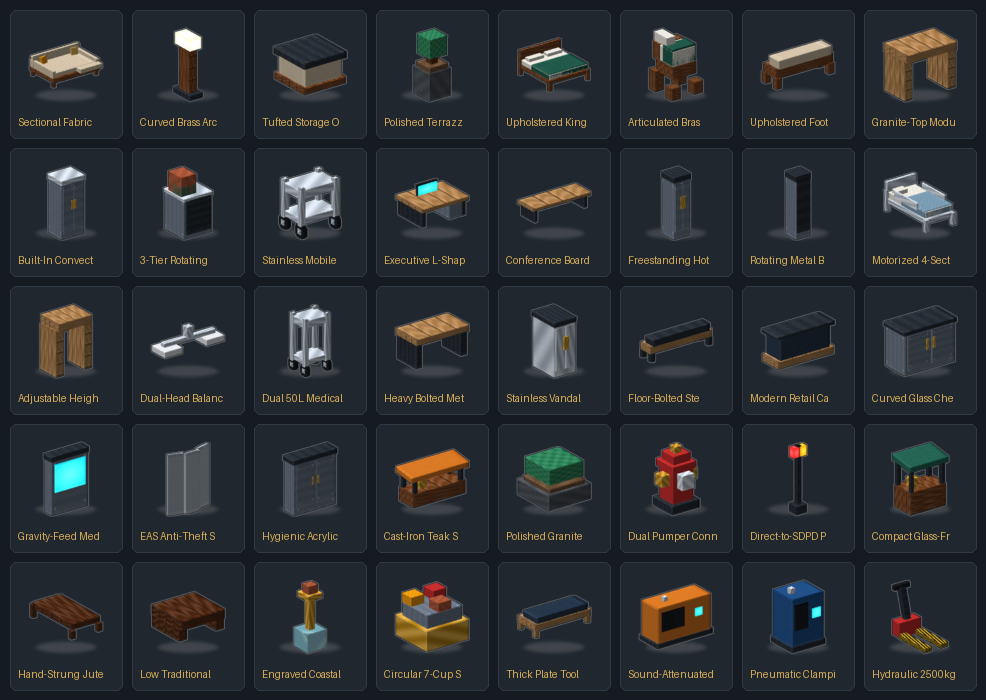 Sectional Fabric
Curved Brass Arc
Tufted Storage O
Polished Terrazz
Upholstered King
Articulated Bras
Upholstered Foot
Granite-Top Modu
Built-In Convect
3-Tier Rotating
Stainless Mobile
Executive L-Shap
Conference Board
Freestanding Hot
Rotating Metal B
Motorized 4-Sect
Adjustable Heigh
Dual-Head Balanc
Dual 50L Medical
Heavy Bolted Met
Stainless Vandal
Floor-Bolted Ste
Modern Retail Ca
Curved Glass Che
Gravity-Feed Med
EAS Anti-Theft S
Hygienic Acrylic
Cast-Iron Teak S
Polished Granite
Dual Pumper Conn
Direct-to-SDPD P
Compact Glass-Fr
Hand-Strung Jute
Low Traditional
Engraved Coastal
Circular 7-Cup S
Thick Plate Tool
Sound-Attenuated
Pneumatic Clampi
Hydraulic 2500kg